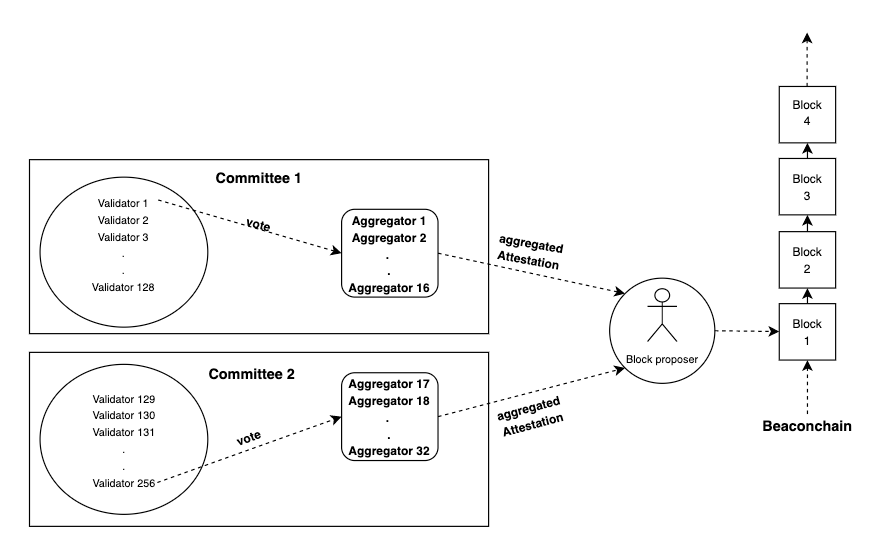 Committee 1
Validator 1
Validator 2
Validator 3
.
.
Validator 128
vote
Aggregator 1
Aggregator 2
.
.
Aggregator 16
aggregated
Attestation
Committee 2
Validator 129
Validator 130
Validator 131
.
.
Validator 256
vote
Aggregator 17
Aggregator 18
.
.
Aggregator 32
aggregated
Attestation
Block proposer
Block
4
Block
3
Block
2
Block
1
Beaconchain